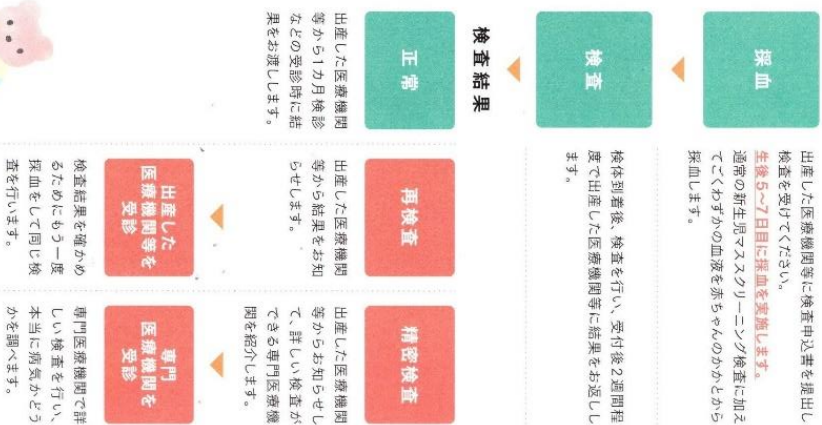 採血
出産した医療機関等に検査申込書を提出し
検査を受けてください。
生後5～7日目に採血を実施します。
通常の新生児マススクリーニング検査に加え
てごくわずかの血液を赤ちゃんのかかとから
採血します。
検査
検体到着後、検査を行い、受付後2週間程
度で出産した医療機関等に結果をお返しし
ます。
検査結果
正常
出産した医療機関
等から1カ月検診
などの受診時に結
果をお渡しします。
再検査
出産した医療機関
等から結果をお知
らせします。
出産した
医療機関等を
受診
検査結果を確かめ
るためにもう一度
採血をして同じ検
査を行います。
精密検査
出産した医療機関
等からお知らせし
て、詳しい検査が
できる専門医療機
関を紹介します。
専門
医療機関を
受診
専門医療機関で詳
しい検査を行い、
本当に病気かどう
かを調べます。